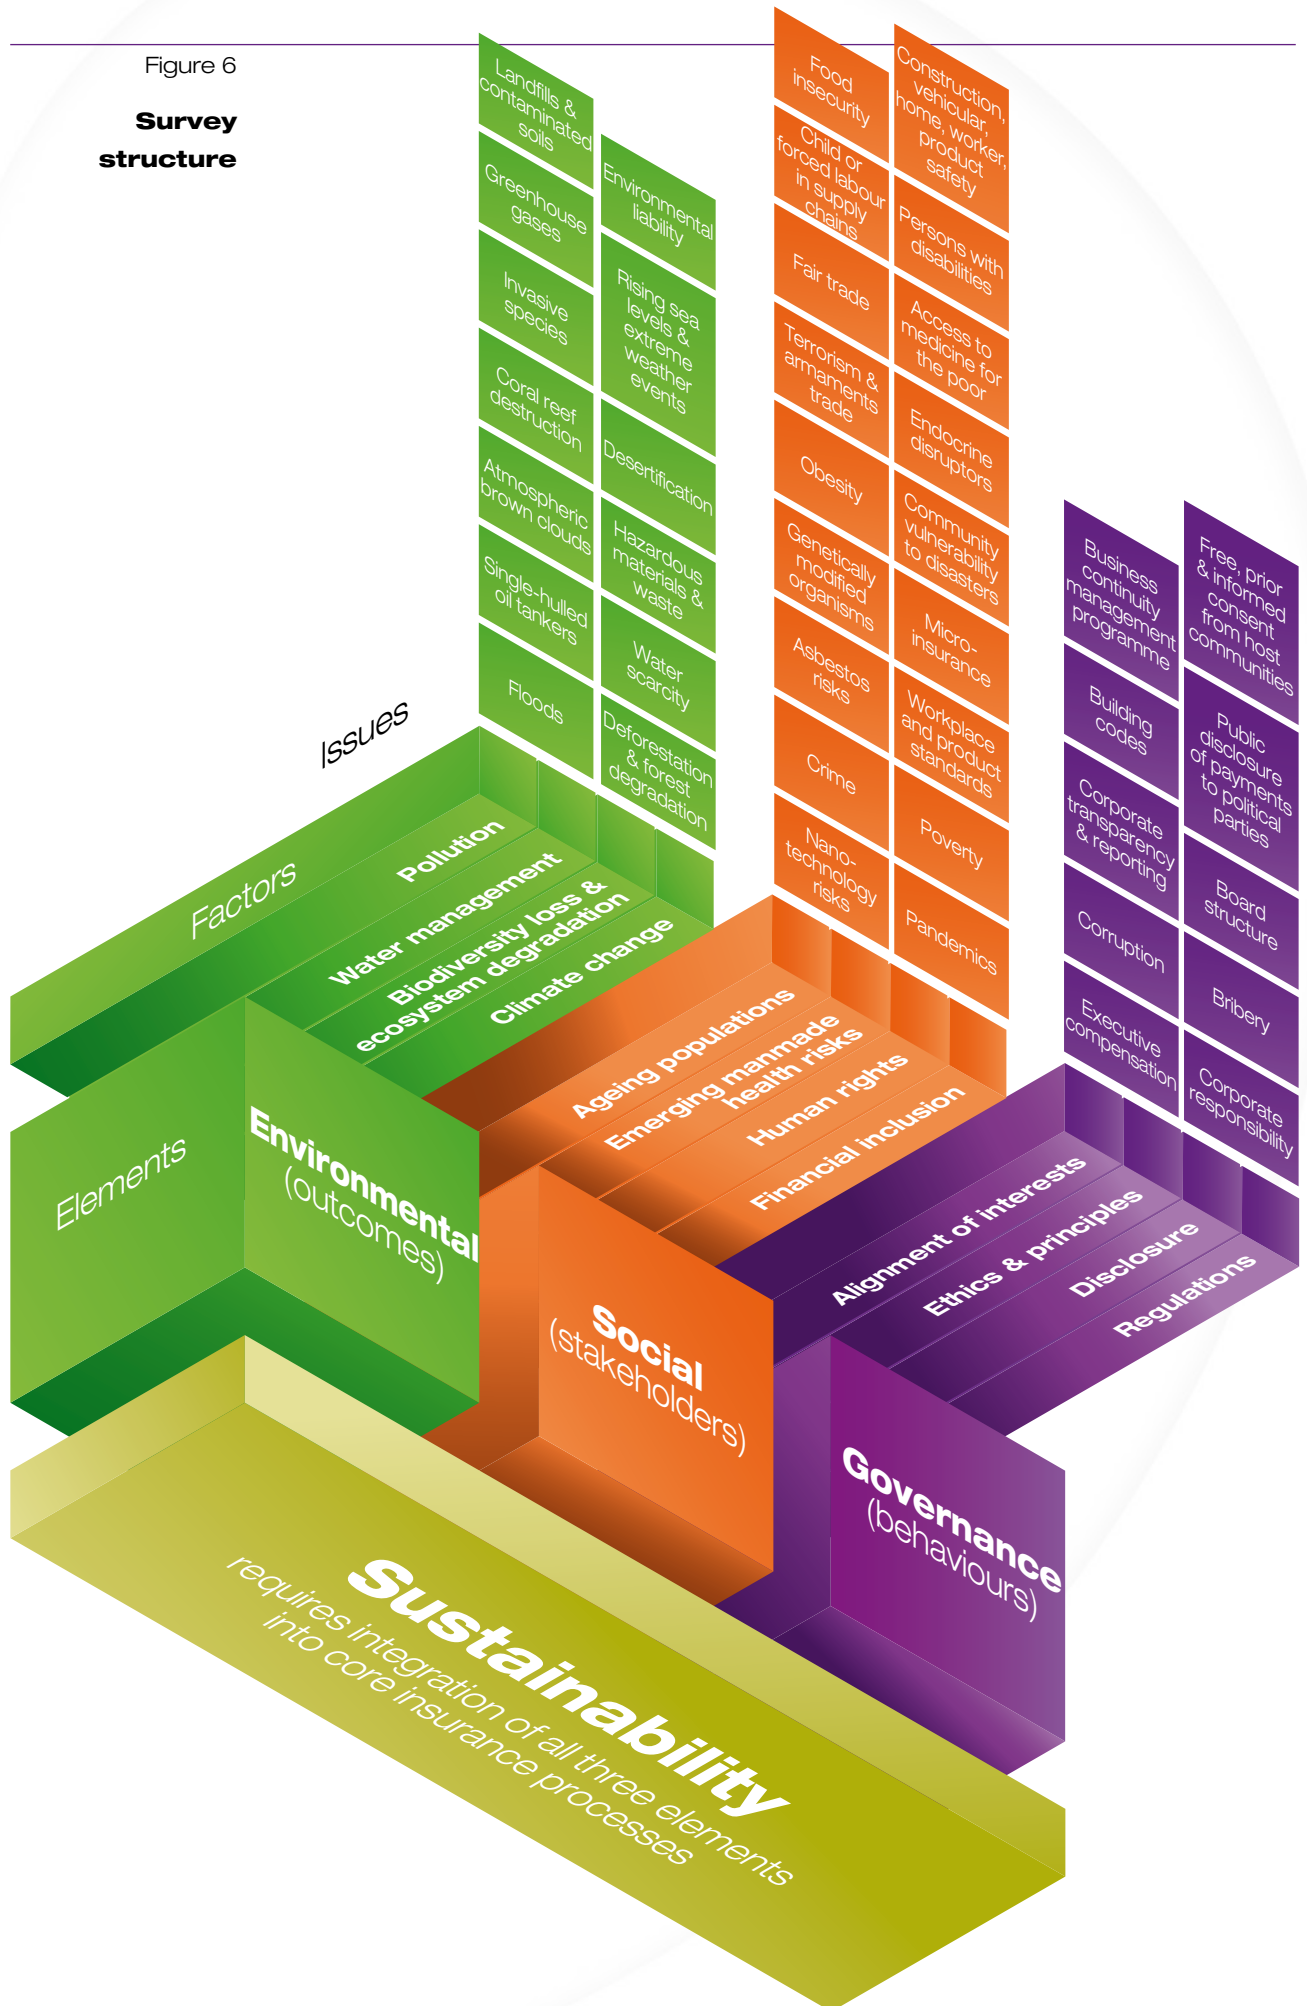 Figure 6
Survey
structure
Landfills &
contaminated
soils
Greenhouse
gases
Invasive
species
Coral reef
destruction
Atmospheric
brown clouds
Single-hulled
oil tankers
Floods
Environmental
liability
Rising sea
levels &
extreme
weather
events
Desertification
Hazardous
materials &
waste
Water
scarcity
Deforestation
& forest
degradation
Food
insecurity
Child or
forced labour
in supply
chains
Fair trade
Terrorism &
armaments
trade
Obesity
Genetically
modified
organisms
Asbestos
risks
Crime
Nano-
technology
risks
Construction,
vehicular,
home, worker,
product
safety
Persons with
disabilities
Access to
medicine for
the poor
Endocrine
disruptors
Community
vulnerability
to disasters
Micro-
insurance
Workplace
and product
standards
Poverty
Pandemics
Business
continuity
management
programme
Building
codes
Corporate
transparency
& reporting
Corruption
Executive
compensation
Free, prior
& informed
consent
from host
communities
Public
disclosure
of payments
to political
parties
Board
structure
Bribery
Corporate
responsibility
Issues
Factors
Pollution
Water management
Biodiversity loss &
ecosystem degradation
Climate change
Ageing populations
Emerging manmade
health risks
Human rights
Financial inclusion
Alignment of interests
Ethics & principles
Disclosure
Regulations
Elements
Environmental
(outcomes)
Social
(stakeholders)
Governance
(behaviours)
Sustainability
requires integration of all three elements
into core insurance processes